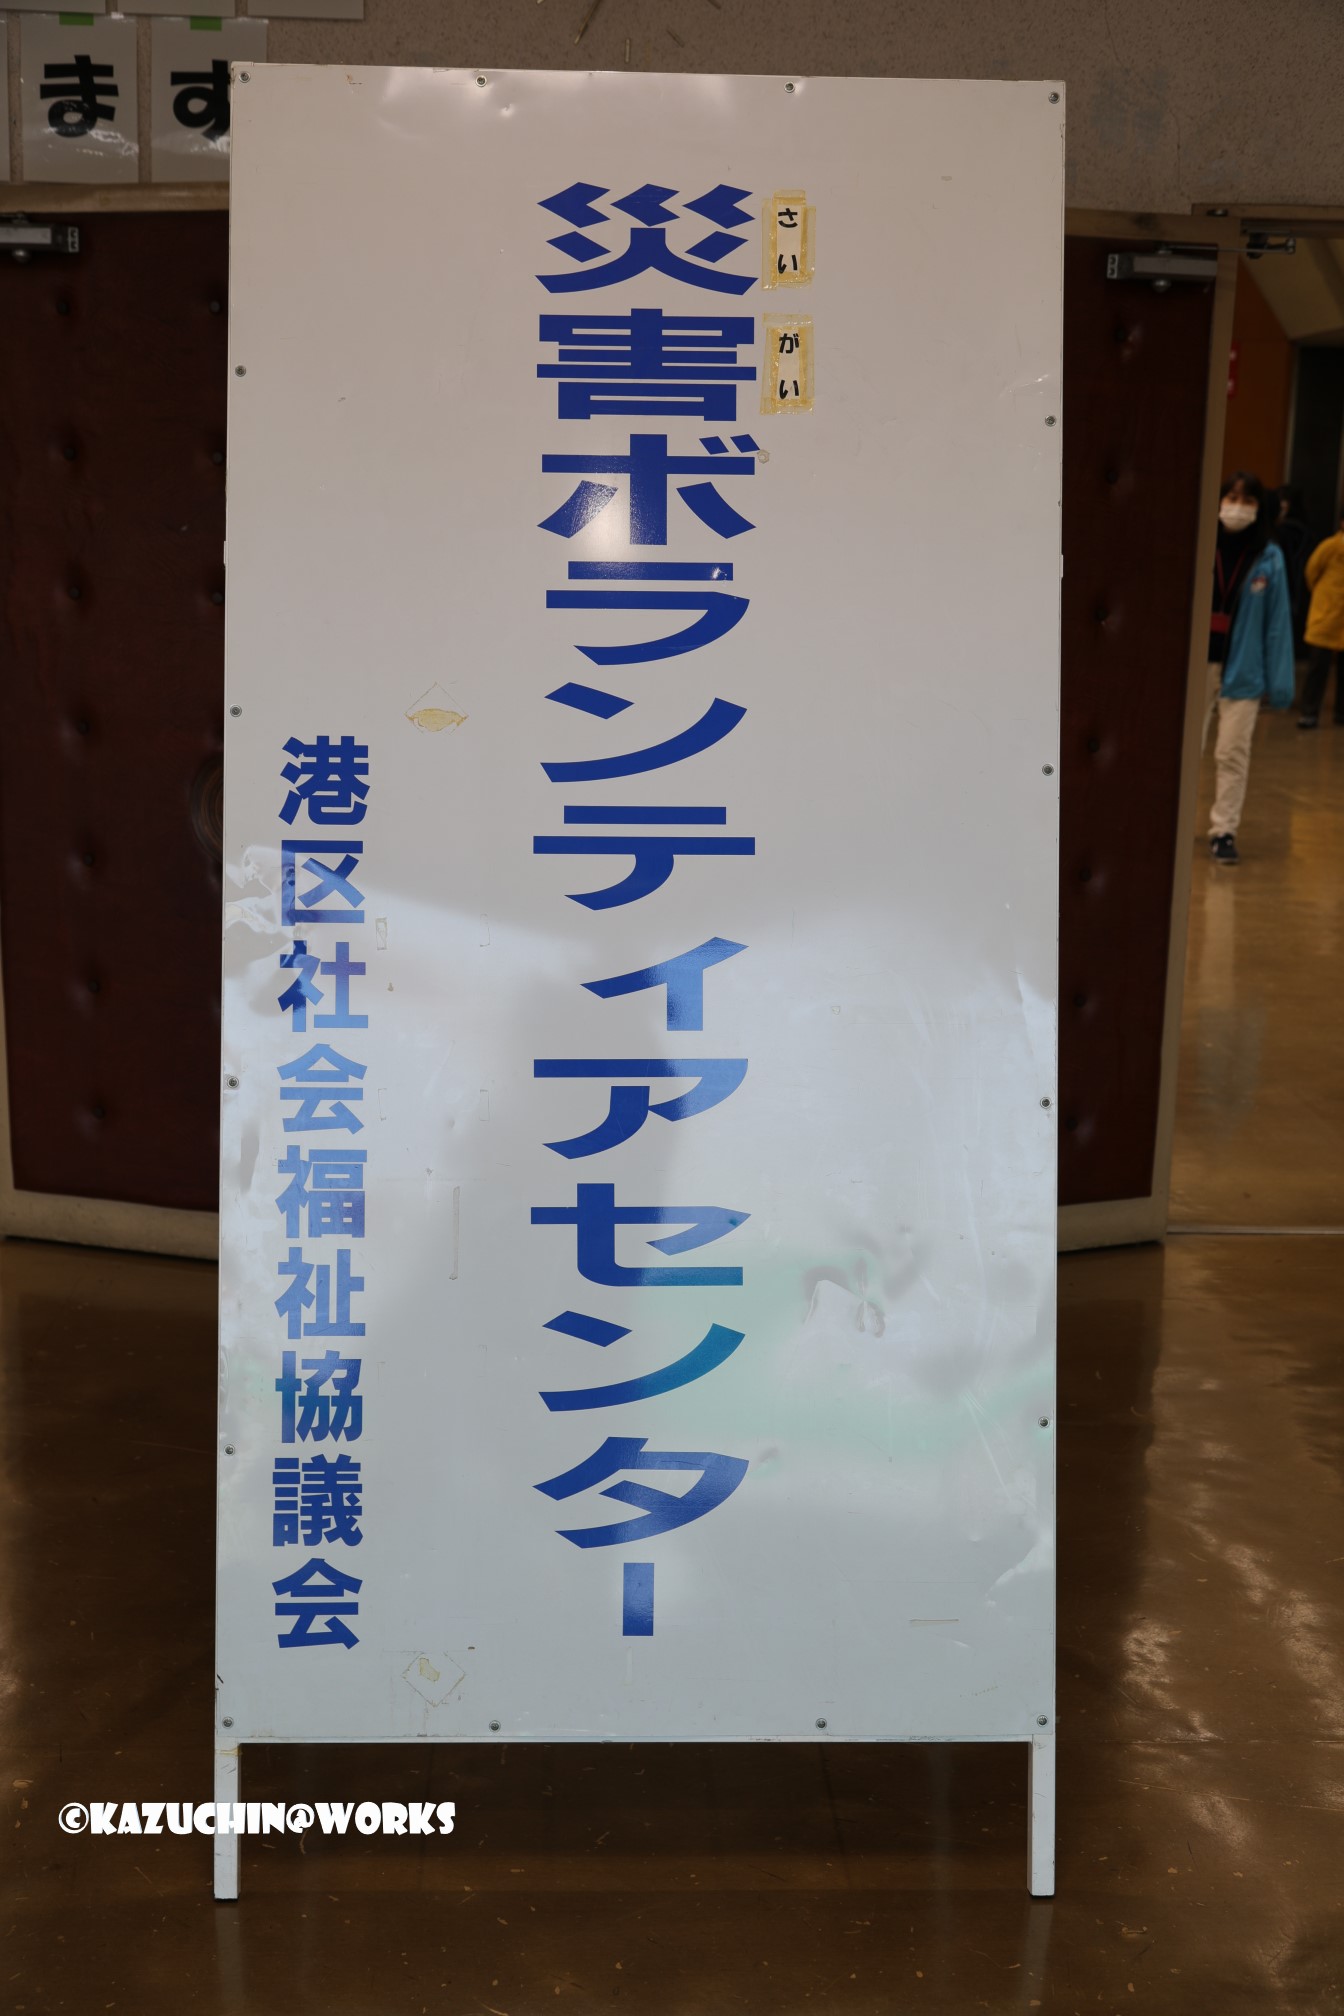 ます
災害ボランティアセンター
さい
がい
港区社会福祉協議会
©KAZUCHIN@WORKS